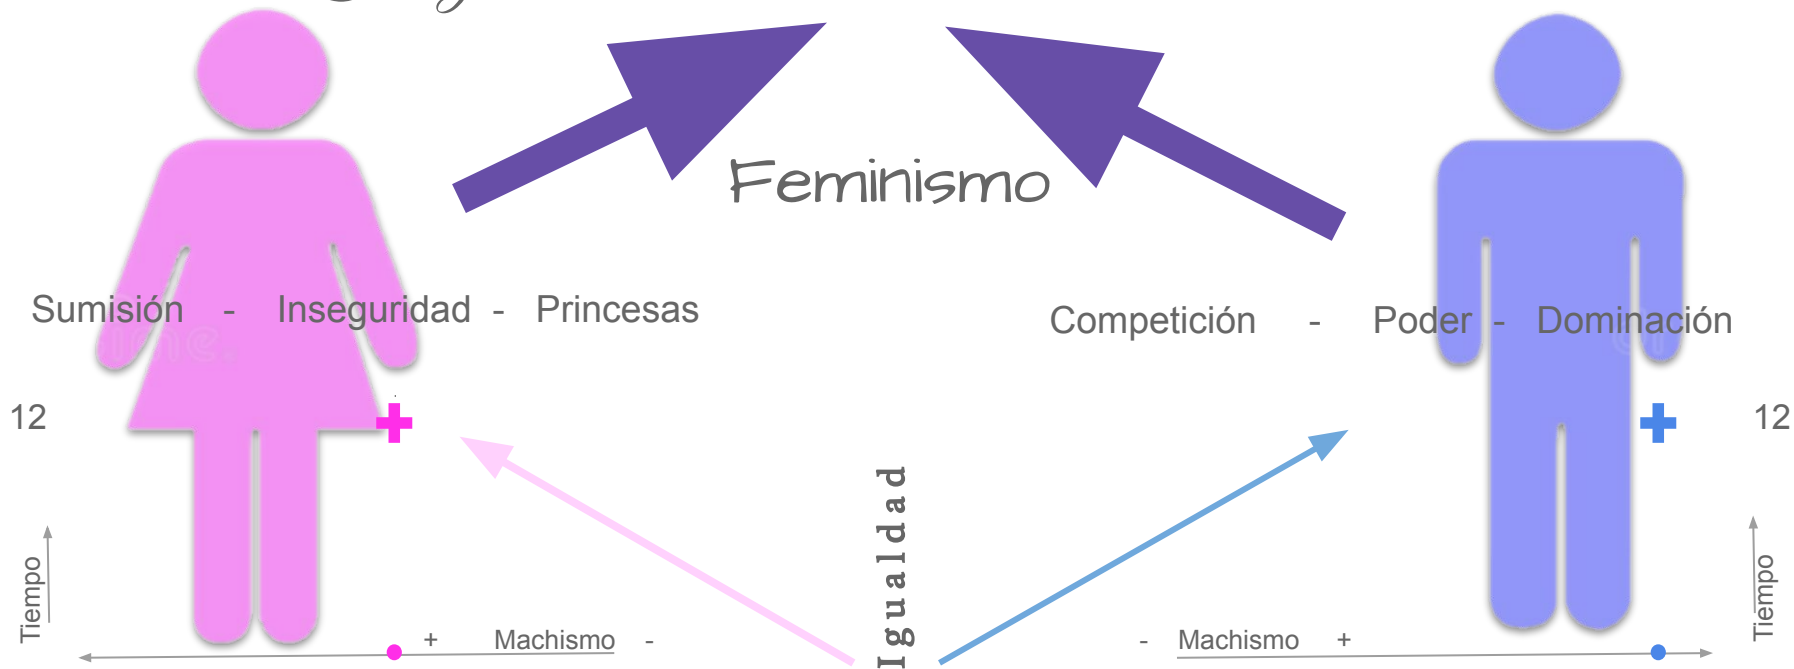 Feminismo
Sumisión - Inseguridad - Princesas
Competición - Poder - Dominación
12
12
Igualdad
Tiempo
Tiempo
+ Machismo -
- Machismo +